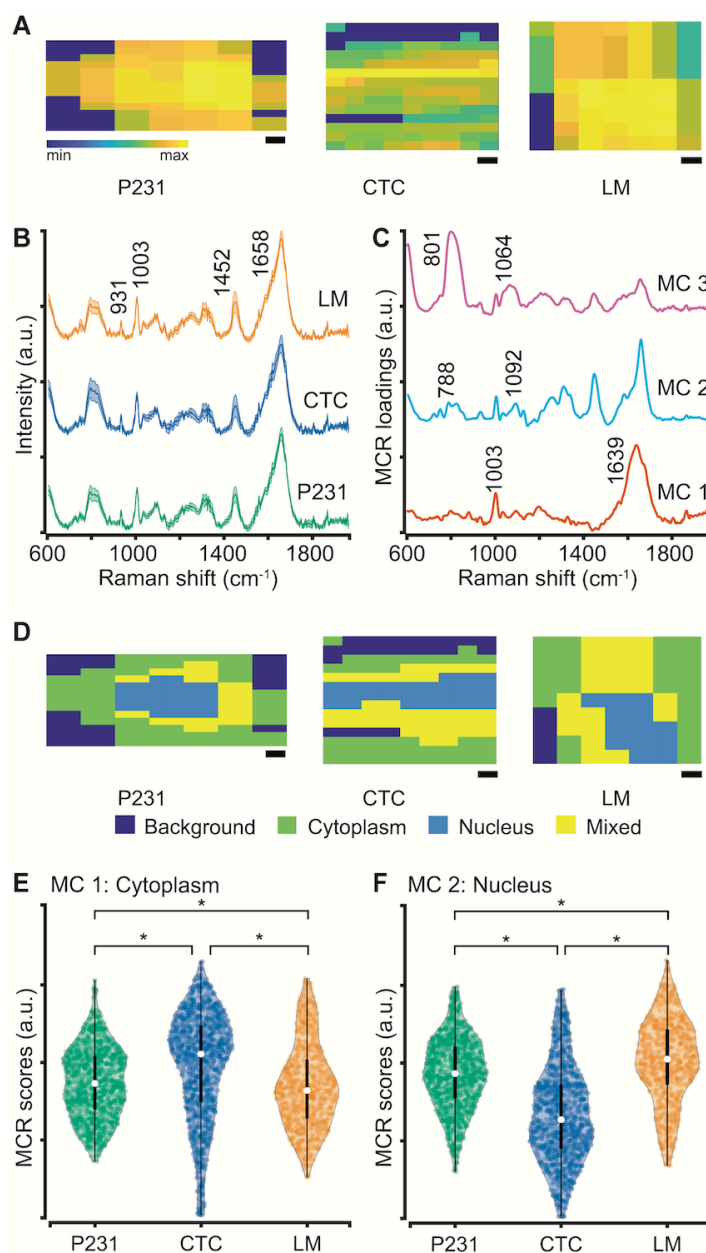 A
min max
P231 CTC LM
B
Intensity (a.u.)
931
1003
1452
1658
LM
CTC
P231
600 1000 1400 1800
Raman shift (cm⁻¹)
C
MCR loadings
801
1064
MC 3
788
1092
MC 2
1003
1639
MC 1
600 1000 1400 1800
Raman shift (cm⁻¹)
D
P231 CTC LM
Background Cytoplasm Nucleus Mixed
E MC 1: Cytoplasm
MCR scores (a.u.)
*
* *
P231 CTC LM
F MC 2: Nucleus
MCR scores (a.u.)
*
* *
P231 CTC LM